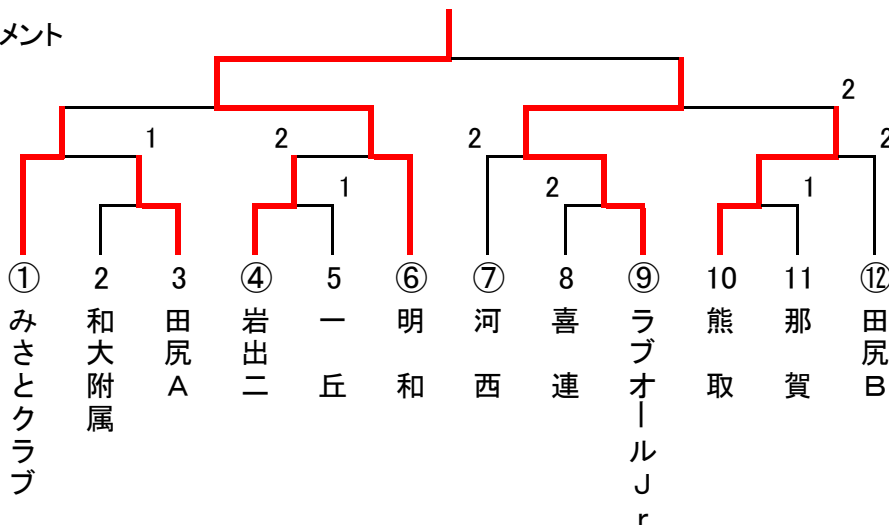 メント
2
1
2
2
2
1
2
1
①
2
3
④
5
⑥
⑦
8
⑨
10
11
⑫
みさとクラブ
和大附属
田尻A
岩出二
一丘
明和
河西
喜連
ラブオールJr
熊取
那賀
田尻B